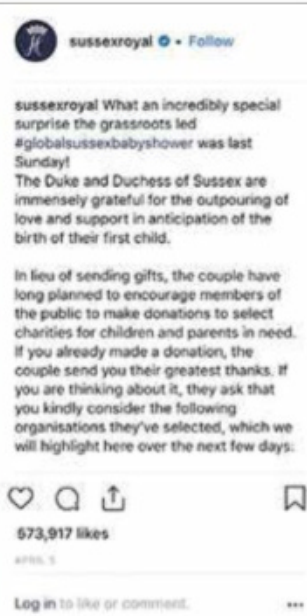 sussexroyal • Follow
sussexroyal What an incredibly special
surprise the grassroots led
#globalsussexbabyshower was last
Sunday!
The Duke and Duchess of Sussex are
immensely grateful for the outpouring of
love and support in anticipation of the
birth of their first child.
In lieu of sending gifts, the couple have
long planned to encourage members of
the public to make donations to select
charities for children and parents in need.
If you already made a donation, the
couple send you their greatest thanks. If
you are thinking about it, they ask that
you kindly consider the following
organisations they've selected, which we
will highlight here over the next few days:
573,917 likes
APRIL 5
Log in to like or comment.